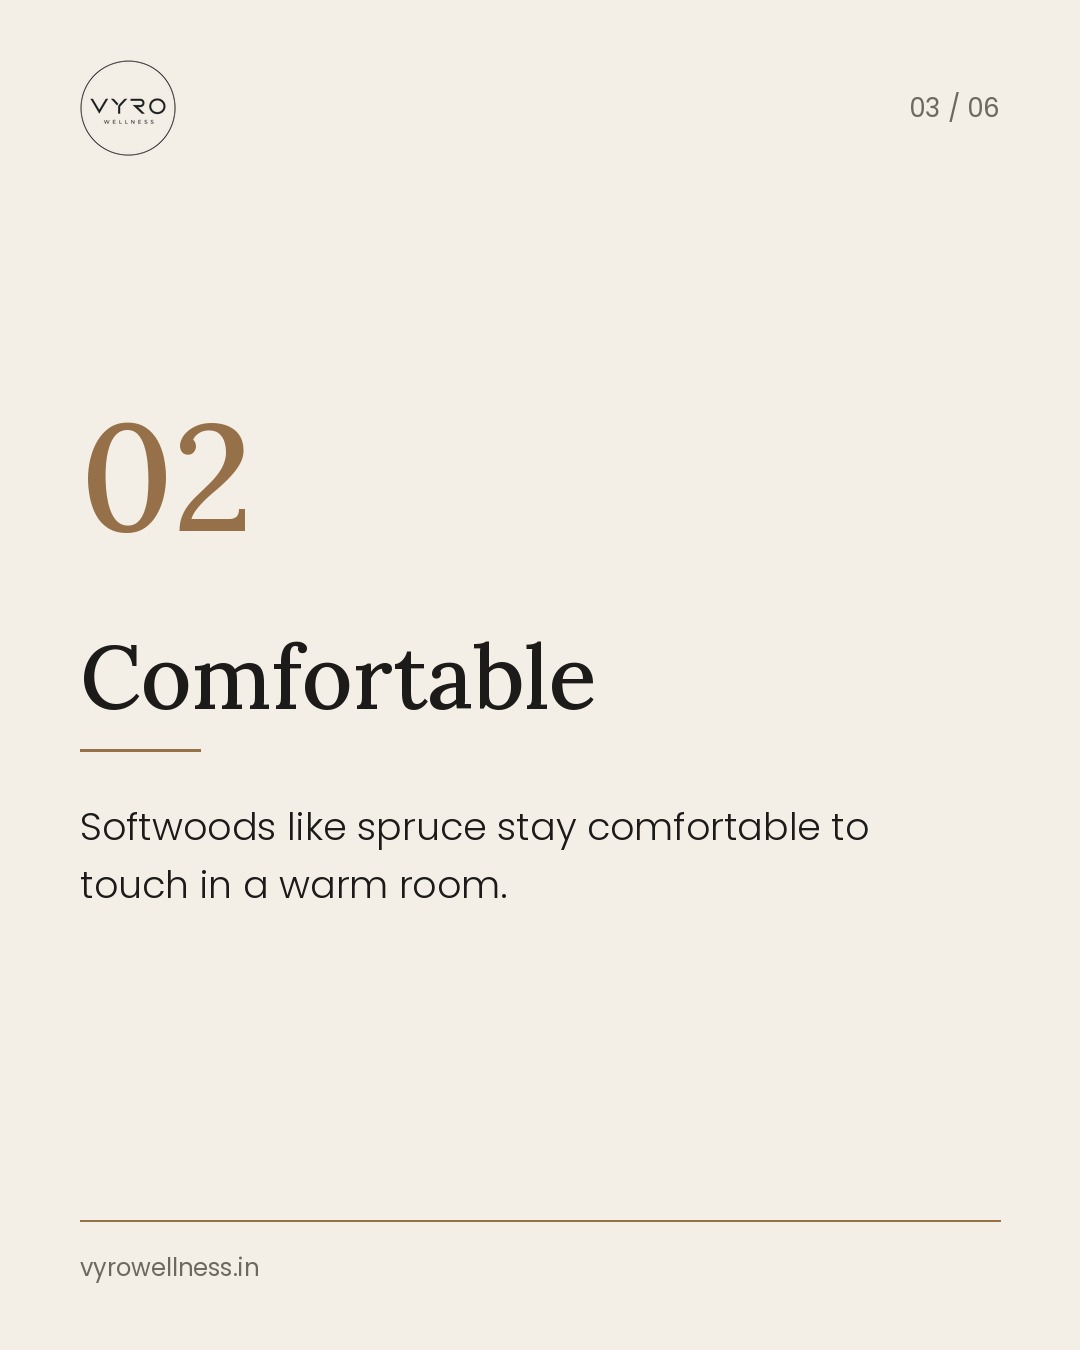 VYRO
WELLNESS
03 / 06
02
Comfortable
Softwoods like spruce stay comfortable to
touch in a warm room.
vyrowellness.in